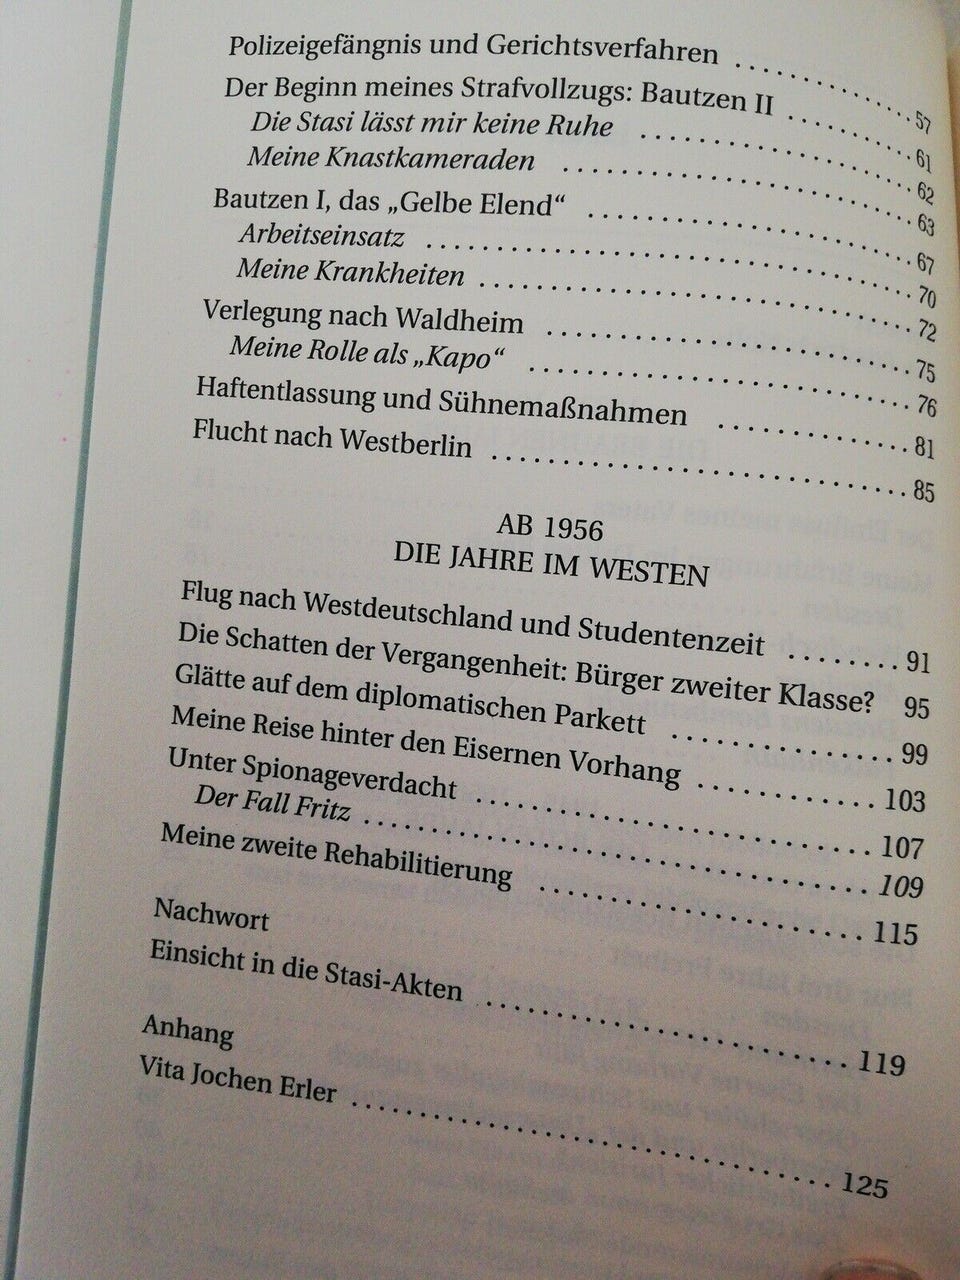 Polizeigefängnis und Gerichtsverfahren . . . . . . . . . . . . . . 57
Der Beginn meines Strafvollzugs: Bautzen II . . . . . . . . . . 61
Die Stasi lässt mir keine Ruhe . . . . . . . . . . . . . . . . . . . . 62
Meine Knastkameraden . . . . . . . . . . . . . . . . . . . . . . . . 63
Bautzen I, das „Gelbe Elend“ . . . . . . . . . . . . . . . . . . . . . . 67
Arbeitseinsatz . . . . . . . . . . . . . . . . . . . . . . . . . . . . . . . 70
Meine Krankheiten . . . . . . . . . . . . . . . . . . . . . . . . . . . . 72
Verlegung nach Waldheim . . . . . . . . . . . . . . . . . . . . . . . . 75
Meine Rolle als „Kapo“ . . . . . . . . . . . . . . . . . . . . . . . . . 76
Haftentlassung und Sühnemaßnahmen . . . . . . . . . . . . . . 81
Flucht nach Westberlin . . . . . . . . . . . . . . . . . . . . . . . . . . . 85
AB 1956
DIE JAHRE IM WESTEN
Flug nach Westdeutschland und Studentenzeit . . . . . . . . 91
Die Schatten der Vergangenheit: Bürger zweiter Klasse? 95
Glätte auf dem diplomatischen Parkett . . . . . . . . . . . . . . 99
Meine Reise hinter den Eisernen Vorhang . . . . . . . . . . . . 103
Unter Spionageverdacht . . . . . . . . . . . . . . . . . . . . . . . . . 107
Der Fall Fritz . . . . . . . . . . . . . . . . . . . . . . . . . . . . . . . . 109
Meine zweite Rehabilitierung . . . . . . . . . . . . . . . . . . . . . 115
Nachwort
Einsicht in die Stasi-Akten . . . . . . . . . . . . . . . . . . . . . . . . 119
Anhang
Vita Jochen Erler . . . . . . . . . . . . . . . . . . . . . . . . . . . . . . . 125